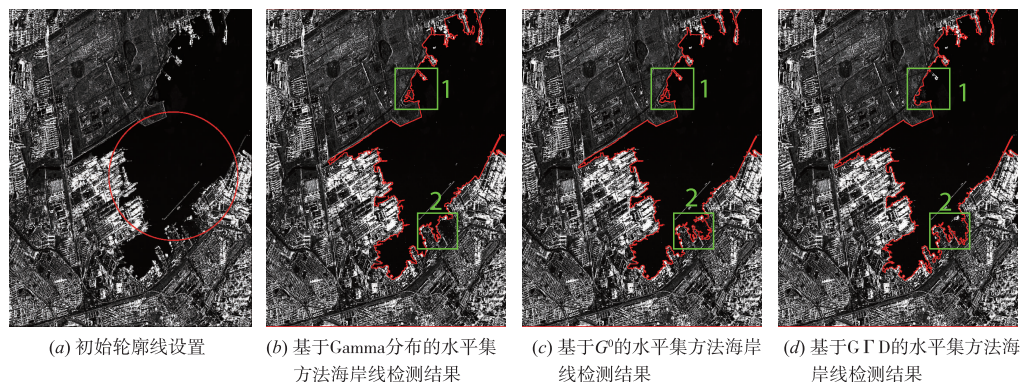 1
2
1
2
1
2
(a) 初始轮廓线设置
(b) 基于Gamma分布的水平集
方法海岸线检测结果
(c) 基于G⁰的水平集方法海岸
线检测结果
(d) 基于GΓD的水平集方法海
岸线检测结果